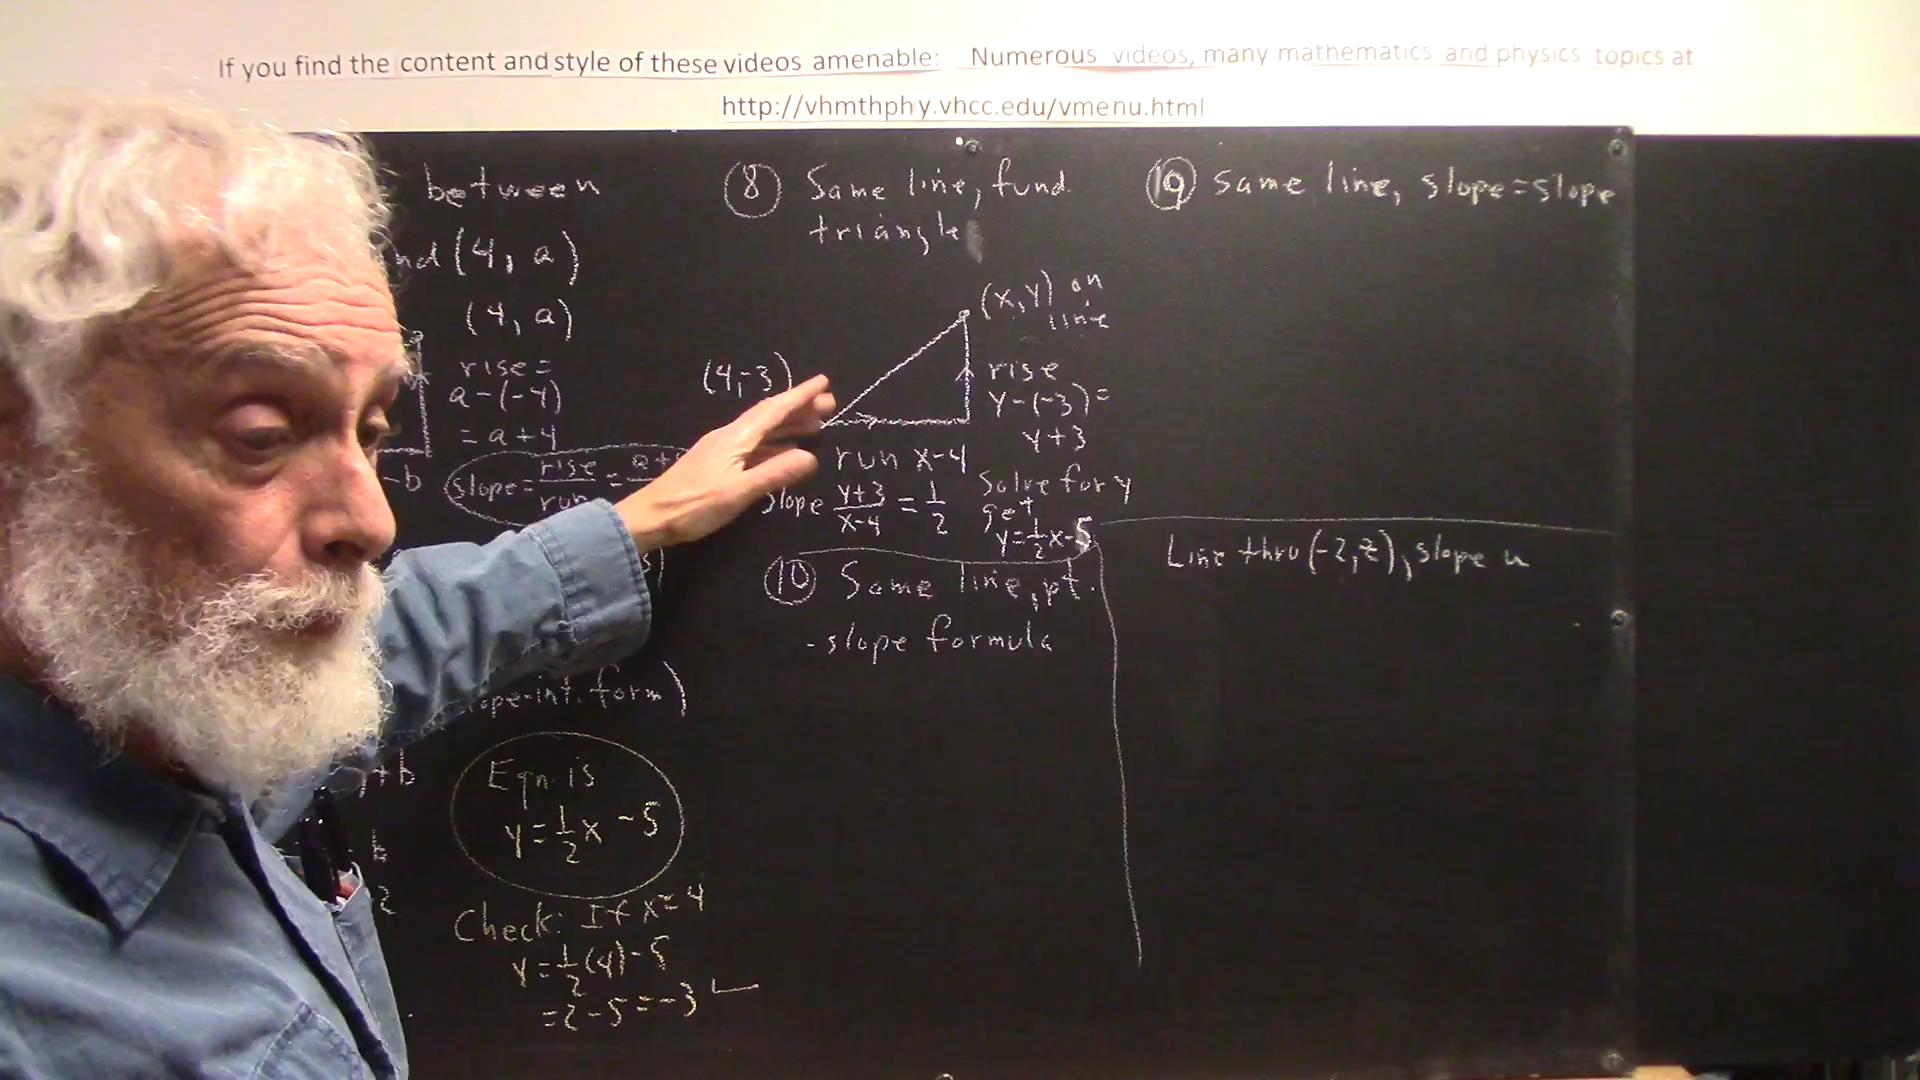 If you find the content and style of these videos amenable: Numerous videos, many mathematics and physics topics at
http://vhmthphy.vhcc.edu/vmenu.html
between
(4, a)
(4, a)
rise =
a-(-4)
= a+4
-b
slope = rise/run =
form)
+b
Eqn. is
y = 1/2 x - 5
Check: If x=4
y = 1/2 (4) - 5
= 2 - 5 = -3 ✓
8 Same line, fund.
triangle
(x,y) on
line
(4,-3)
rise
y-(-3)=
y+3
run x-4
slope y+3/x-4 = 1/2
Solve for y
get
y = 1/2 x - 5
10 Same line, pt.
-slope formula
same line, slope = slope
Line thru (-2,z), slope u